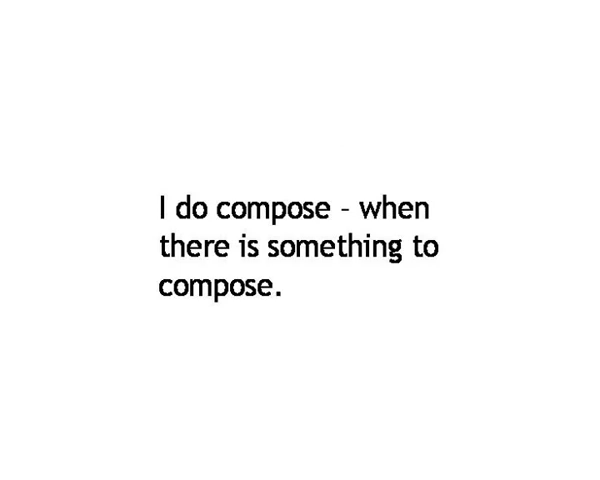 I do compose – when
there is something to
compose.